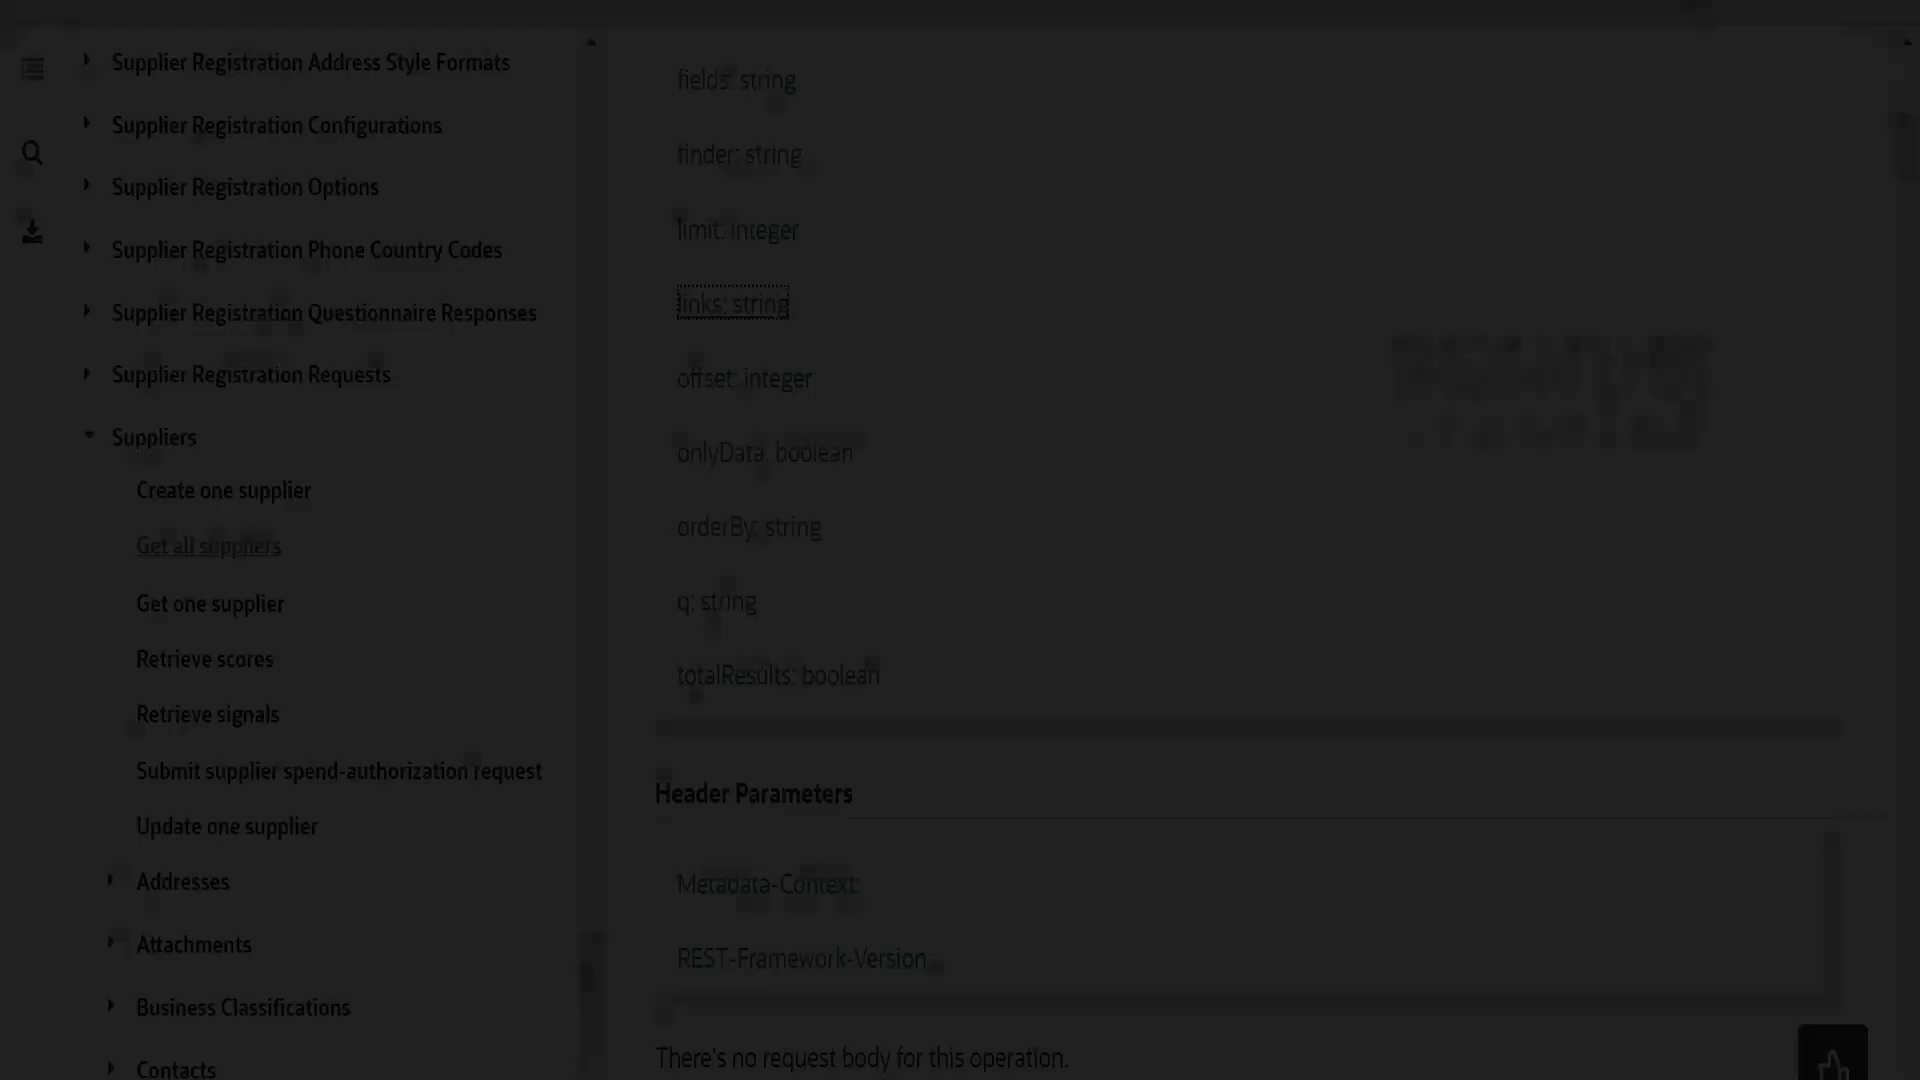 Supplier Registration Address Style Formats
Supplier Registration Configurations
Supplier Registration Options
Supplier Registration Phone Country Codes
Supplier Registration Questionnaire Responses
Supplier Registration Requests
Suppliers
Create one supplier
Get all suppliers
Get one supplier
Retrieve scores
Retrieve signals
Submit supplier spend-authorization request
Update one supplier
Addresses
Attachments
Business Classifications
Contacts
fields: string
finder: string
limit: integer
links: string
offset: integer
onlyData: boolean
orderBy: string
q: string
totalResults: boolean
Header Parameters
Metadata-Context:
REST-Framework-Version
There's no request body for this operation.